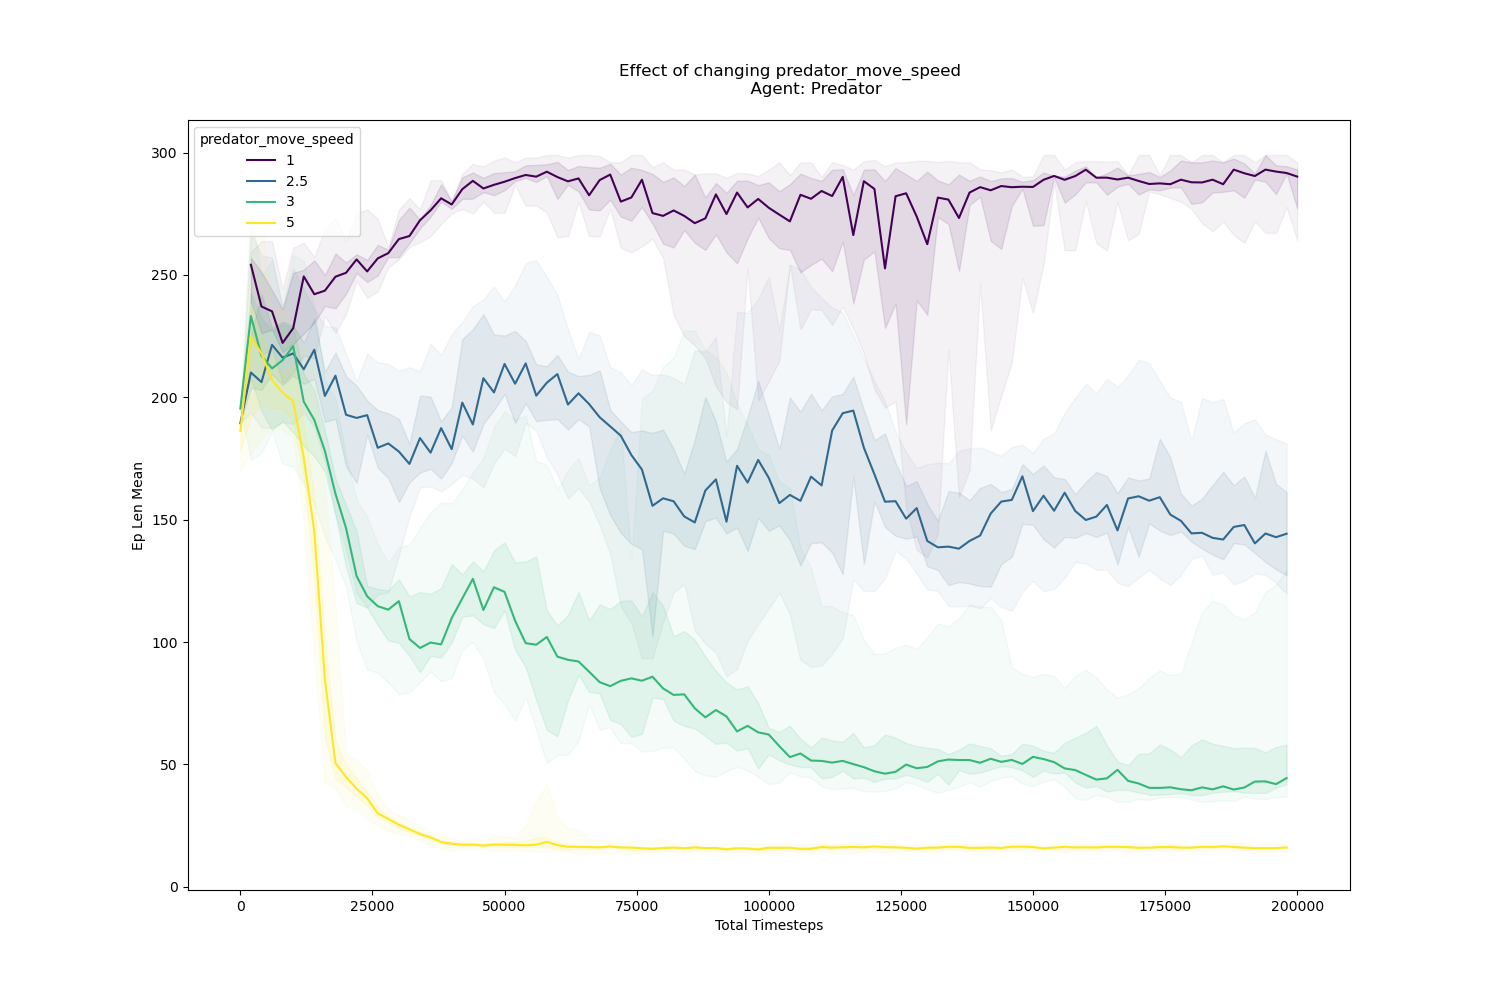 Effect of changing predator_move_speed
Agent: Predator
predator_move_speed
1
2.5
3
5
300
250
200
150
100
50
0
Ep Len Mean
0 25000 50000 75000 100000 125000 150000 175000 200000
Total Timesteps